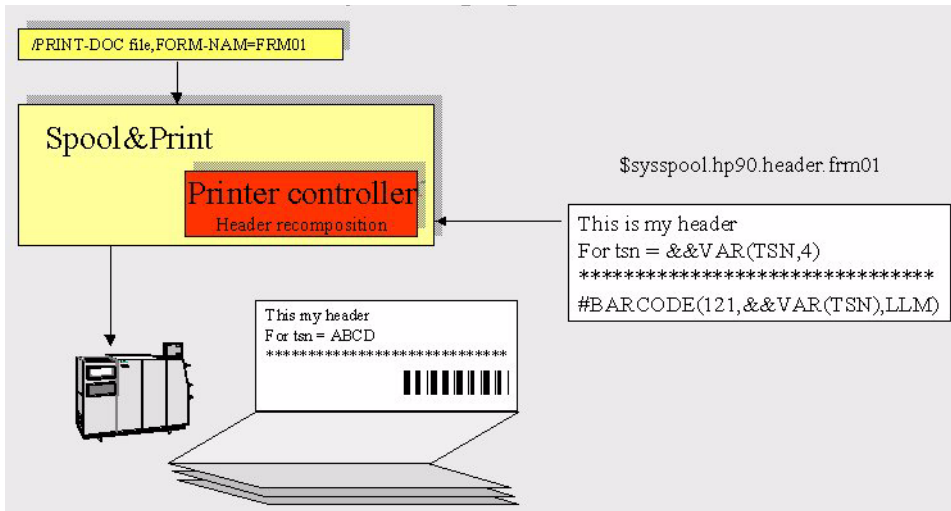 /PRINT-DOC file,FORM-NAM=FRM01
Spool&Print
Printer controller
Header recomposition
$sysspool.hp90.header.frm01
This is my header
For tsn = &&VAR(TSN,4)
********************************
#BARCODE(121,&&VAR(TSN),LLM)
This my header
For tsn = ABCD
******************************